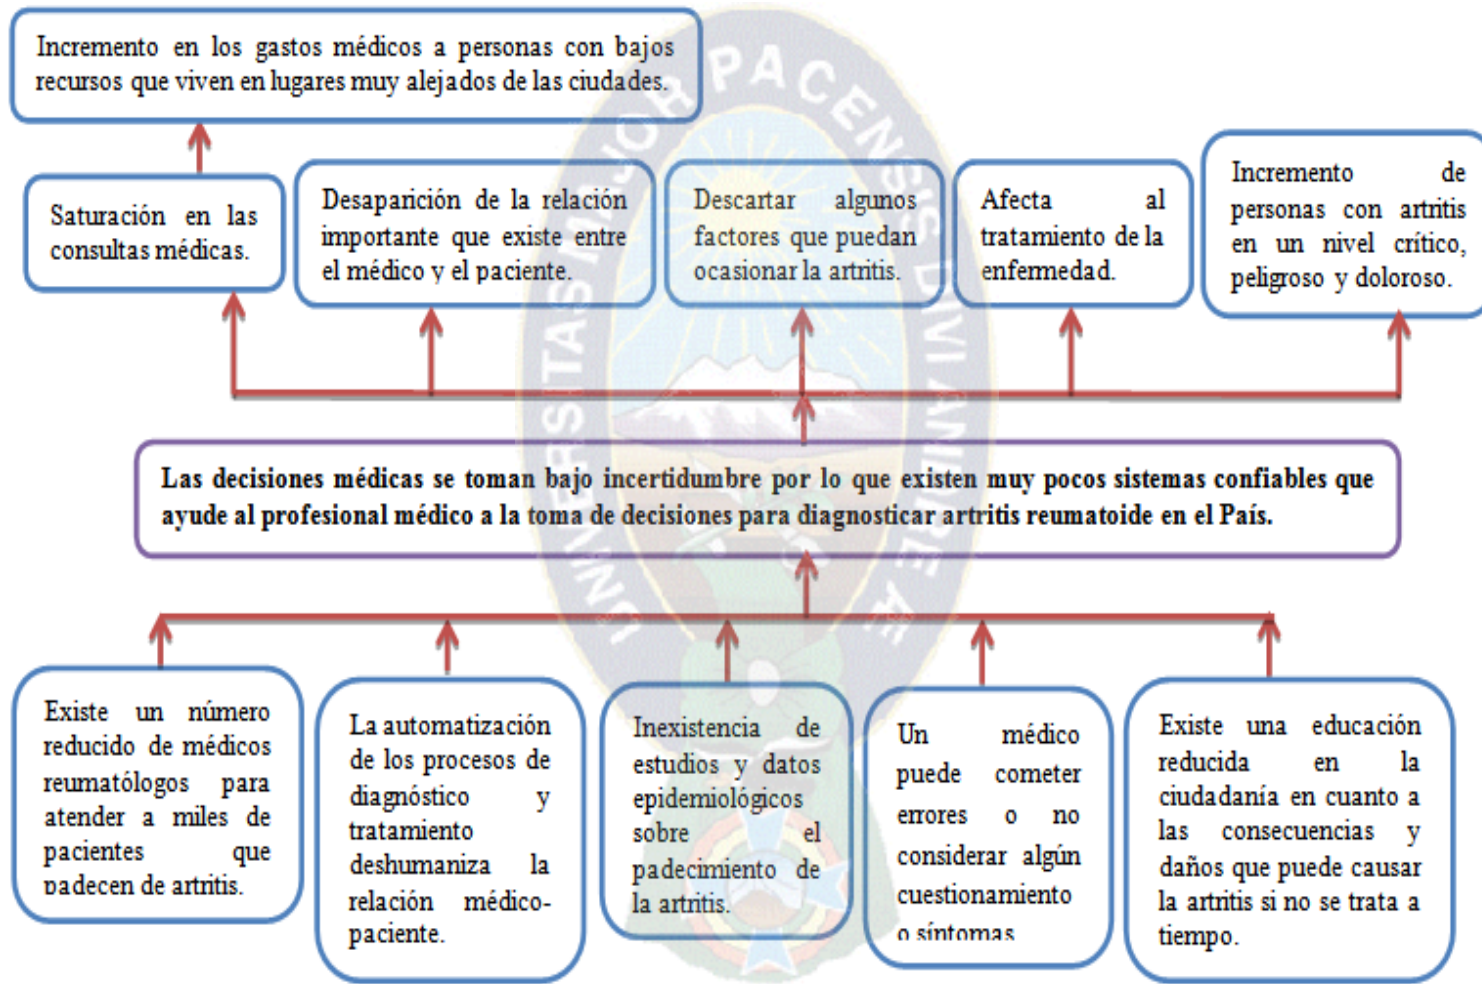 Incremento en los gastos médicos a personas con bajos
recursos que viven en lugares muy alejados de las ciudades.
Saturación en las
consultas médicas.
Desaparición de la relación
importante que existe entre
el médico y el paciente.
Descartar algunos
factores que puedan
ocasionar la artritis.
Afecta al
tratamiento de la
enfermedad.
Incremento de
personas con artritis
en un nivel crítico,
peligroso y doloroso.
Las decisiones médicas se toman bajo incertidumbre por lo que existen muy pocos sistemas confiables que
ayude al profesional médico a la toma de decisiones para diagnosticar artritis reumatoide en el País.
Existe un número
reducido de médicos
reumatólogos para
atender a miles de
pacientes que
padecen de artritis.
La automatización
de los procesos de
diagnóstico y
tratamiento
deshumaniza la
relación médico-
paciente.
Inexistencia de
estudios y datos
epidemiológicos
sobre el
padecimiento de
la artritis.
Un médico
puede cometer
errores o no
considerar algún
cuestionamiento
o síntomas
Existe una educación
reducida en la
ciudadanía en cuanto a
las consecuencias y
daños que puede causar
la artritis si no se trata a
tiempo.
UNIVERSITAS MAJOR PACENSIS DIVI ANDRE Æ